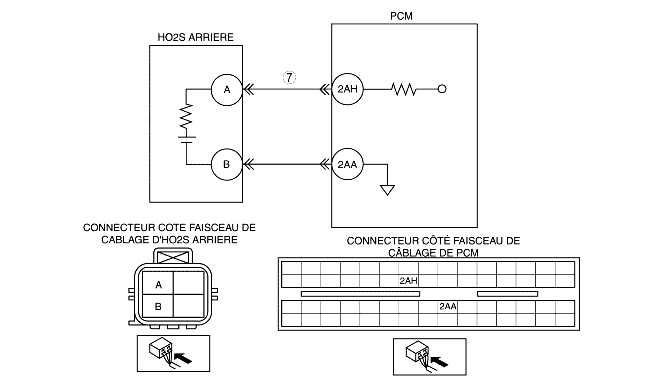 HO2S ARRIERE
PCM
A
7
2AH
B
2AA
CONNECTEUR COTE FAISCEAU DE
CABLAGE D'HO2S ARRIERE
A
B
CONNECTEUR CÔTÉ FAISCEAU DE
CÂBLAGE DE PCM
2AH
2AA